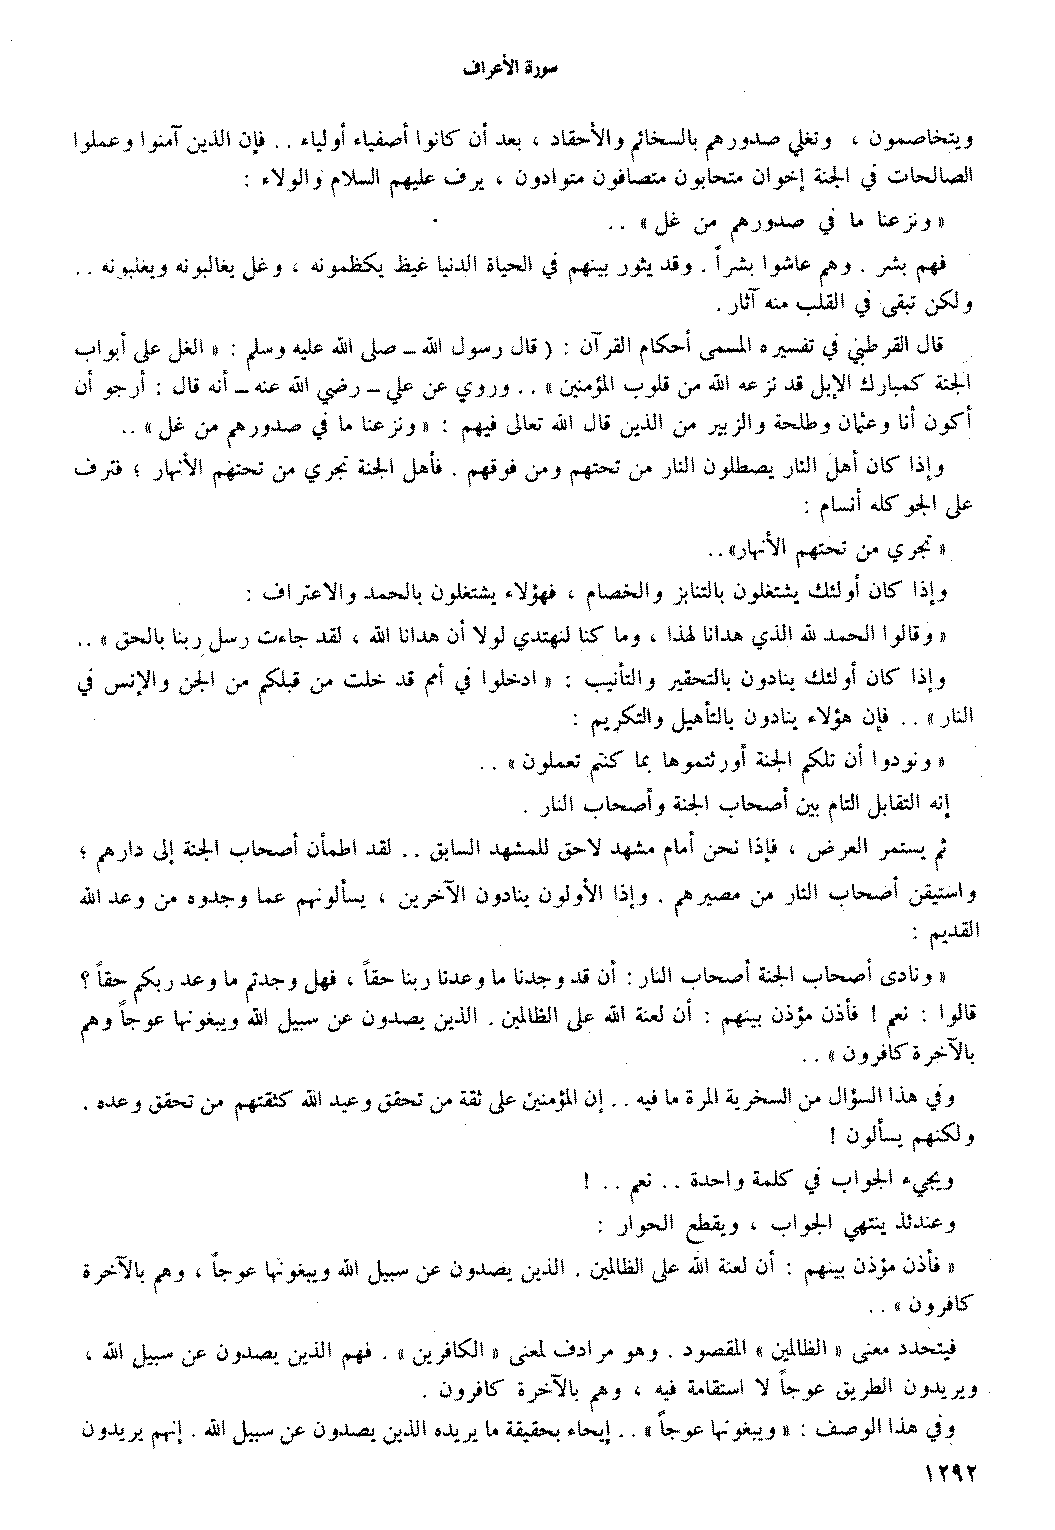 سورة الأعراف
ويتخاصمون ، وتغلي صدورهم بالسخائم والأحقاد ، بعد أن كانوا أصفياء أولياء .. فإن الذين آمنوا وعملوا
الصالحات في الجنة إخوان متحابون متصافون متوادون ، يرف عليهم السلام والولاء :
« ونزعنا ما في صدورهم من غل » ..
فهم بشر . وهم عاشوا بشراً . وقد يثور بينهم في الحياة الدنيا غيظ يكظمونه ، وغل يغالبونه ويغلبونه ..
ولكن تبقى في القلب منه آثار .
قال القرطبي في تفسيره المسمى أحكام القرآن : ( قال رسول الله ــ صلى الله عليه وسلم : « الغل على أبواب
الجنة كمبارك الإبل قد نزعه الله من قلوب المؤمنين » .. وروي عن علي ــ رضي الله عنه ــ أنه قال : أرجو أن
أكون أنا وعثمان وطلحة والزبير من الذين قال الله تعالى فيهم : « ونزعنا ما في صدورهم من غل » ..
وإذا كان أهل النار يصطلون النار من تحتهم ومن فوقهم . فأهل الجنة تجري من تحتهم الأنهار ؛ فترف
على الجو كله أنسام :
« تجري من تحتهم الأنهار» ..
وإذا كان أولئك يشتغلون بالتنابز والخصام ، فهؤلاء يشتغلون بالحمد والاعتراف :
« وقالوا الحمد لله الذي هدانا لهذا ، وما كنا لنهتدي لولا أن هدانا الله ، لقد جاءت رسل ربنا بالحق » ..
وإذا كان أولئك ينادون بالتحقير والتأنيب : « ادخلوا في أمم قد خلت من قبلكم من الجن والإنس في
النار » .. فإن هؤلاء ينادون بالتأهيل والتكريم :
« ونودوا أن تلكم الجنة أورثتموها بما كنتم تعملون » ..
إنه التقابل التام بين أصحاب الجنة وأصحاب النار .
ثم يستمر العرض ، فإذا نحن أمام مشهد لاحق للمشهد السابق .. لقد اطمأن أصحاب الجنة إلى دارهم ؛
واستيقن أصحاب النار من مصيرهم . وإذا الأولون ينادون الآخرين ، يسألونهم عما وجدوه من وعد الله
القديم :
« ونادى أصحاب الجنة أصحاب النار : أن قد وجدنا ما وعدنا ربنا حقاً ، فهل وجدتم ما وعد ربكم حقاً ؟
قالوا : نعم ! فأذن مؤذن بينهم : أن لعنة الله على الظالمين . الذين يصدون عن سبيل الله ويبغونها عوجاً وهم
بالآخرة كافرون » ..
وفي هذا السؤال من السخرية المرة ما فيه .. إن المؤمنين على ثقة من تحقق وعيد الله كثقتهم من تحقق وعده .
ولكنهم يسألون !
ويجيء الجواب في كلمة واحدة .. نعم .. !
وعندئذ ينتهي الجواب ، ويقطع الحوار :
« فأذن مؤذن بينهم : أن لعنة الله على الظالمين . الذين يصدون عن سبيل الله ويبغونها عوجاً ، وهم بالآخرة
كافرون » ..
فيتحدد معنى « الظالمين » المقصود . وهو مرادف لمعنى « الكافرين » . فهم الذين يصدون عن سبيل الله ،
ويريدون الطريق عوجاً لا استقامة فيه ، وهم بالآخرة كافرون .
وفي هذا الوصف : « ويبغونها عوجاً » .. إيحاء بحقيقة ما يريده الذين يصدون عن سبيل الله . إنهم يريدون
١٢٩٢